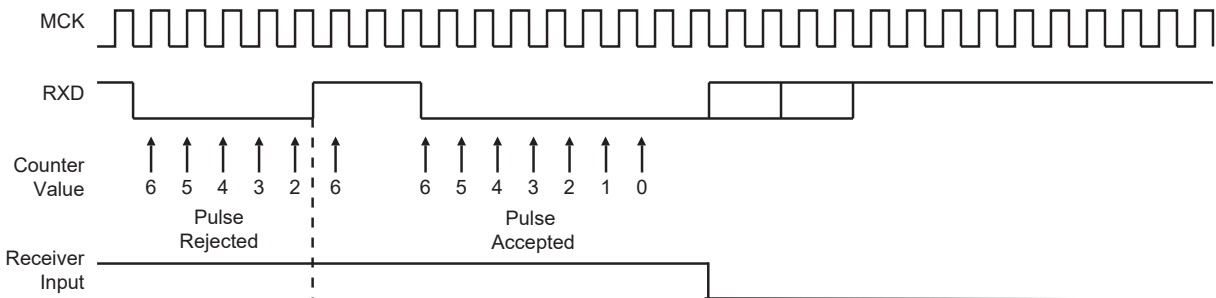 MCK
RXD
Counter
Value
6 5 4 3 2 6 6 5 4 3 2 1 0
Pulse
Rejected
Pulse
Accepted
Receiver
Input